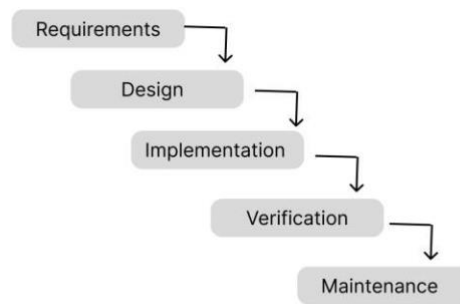 Requirements
Design
Implementation
Verification
Maintenance